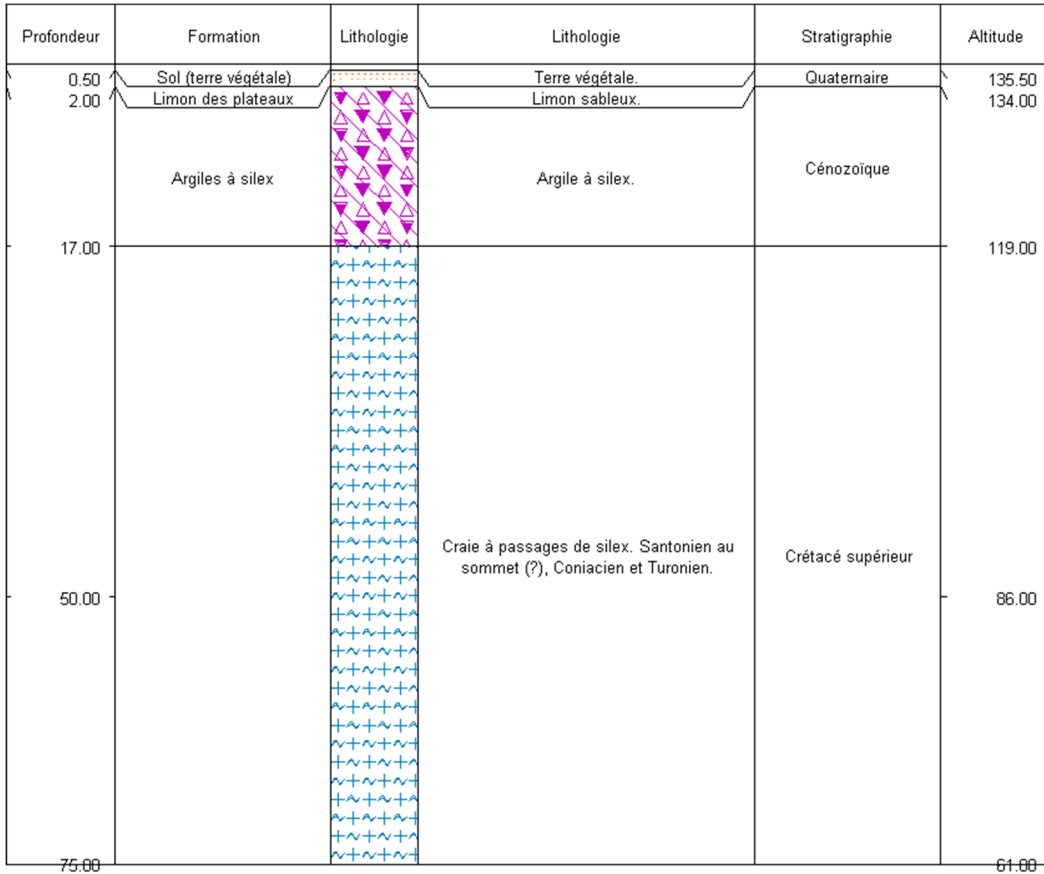 Profondeur Formation Lithologie Lithologie Stratigraphie Altitude
0.50 Sol (terre végétale) Terre végétale. Quaternaire 135.50
2.00 Limon des plateaux Limon sableux. 134.00
Argiles à silex Argile à silex. Cénozoïque
17.00 119.00
Craie à passages de silex. Santonien au
sommet (?), Coniacien et Turonien.
Crétacé supérieur
50.00 86.00
75.00 61.00